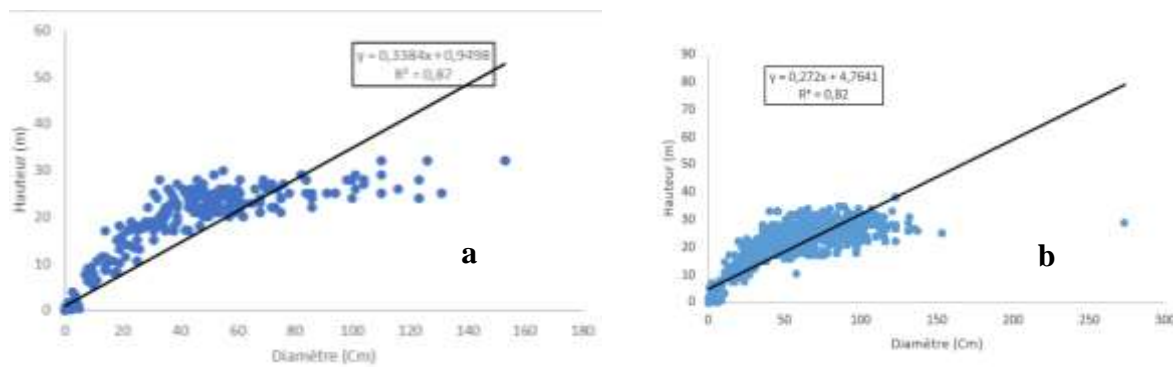 60
50
40
30
20
10
0
Hauteur (m)
y = 0,3384x + 0,9498
R² = 0,87
a
0 20 40 60 80 100 120 140 160 180
Diamètre (Cm)
90
80
70
60
50
40
30
20
10
0
Hauteur (m)
y = 0,272x + 4,7641
R² = 0,82
b
0 50 100 150 200 250 300
Diamètre (Cm)